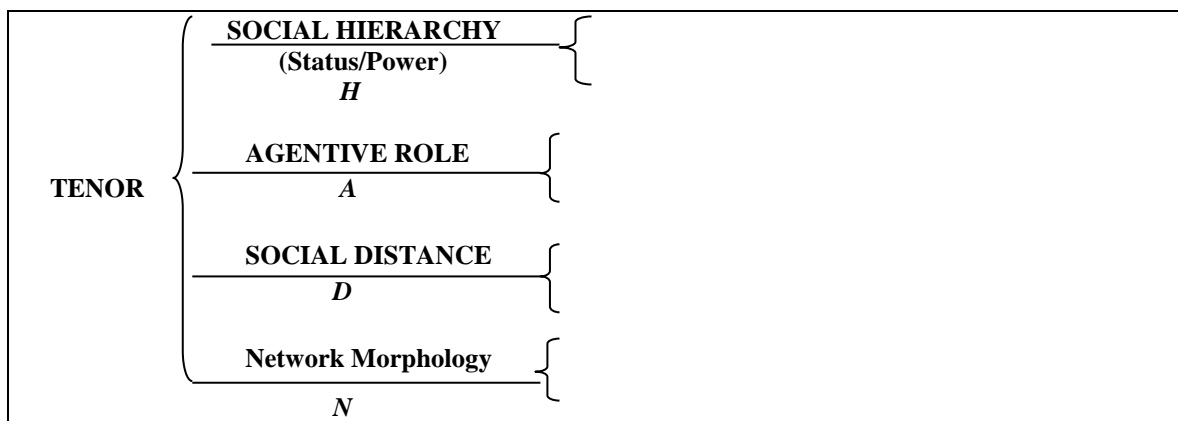 SOCIAL HIERARCHY
(Status/Power)
H
AGENTIVE ROLE
A
TENOR
SOCIAL DISTANCE
D
Network Morphology
N